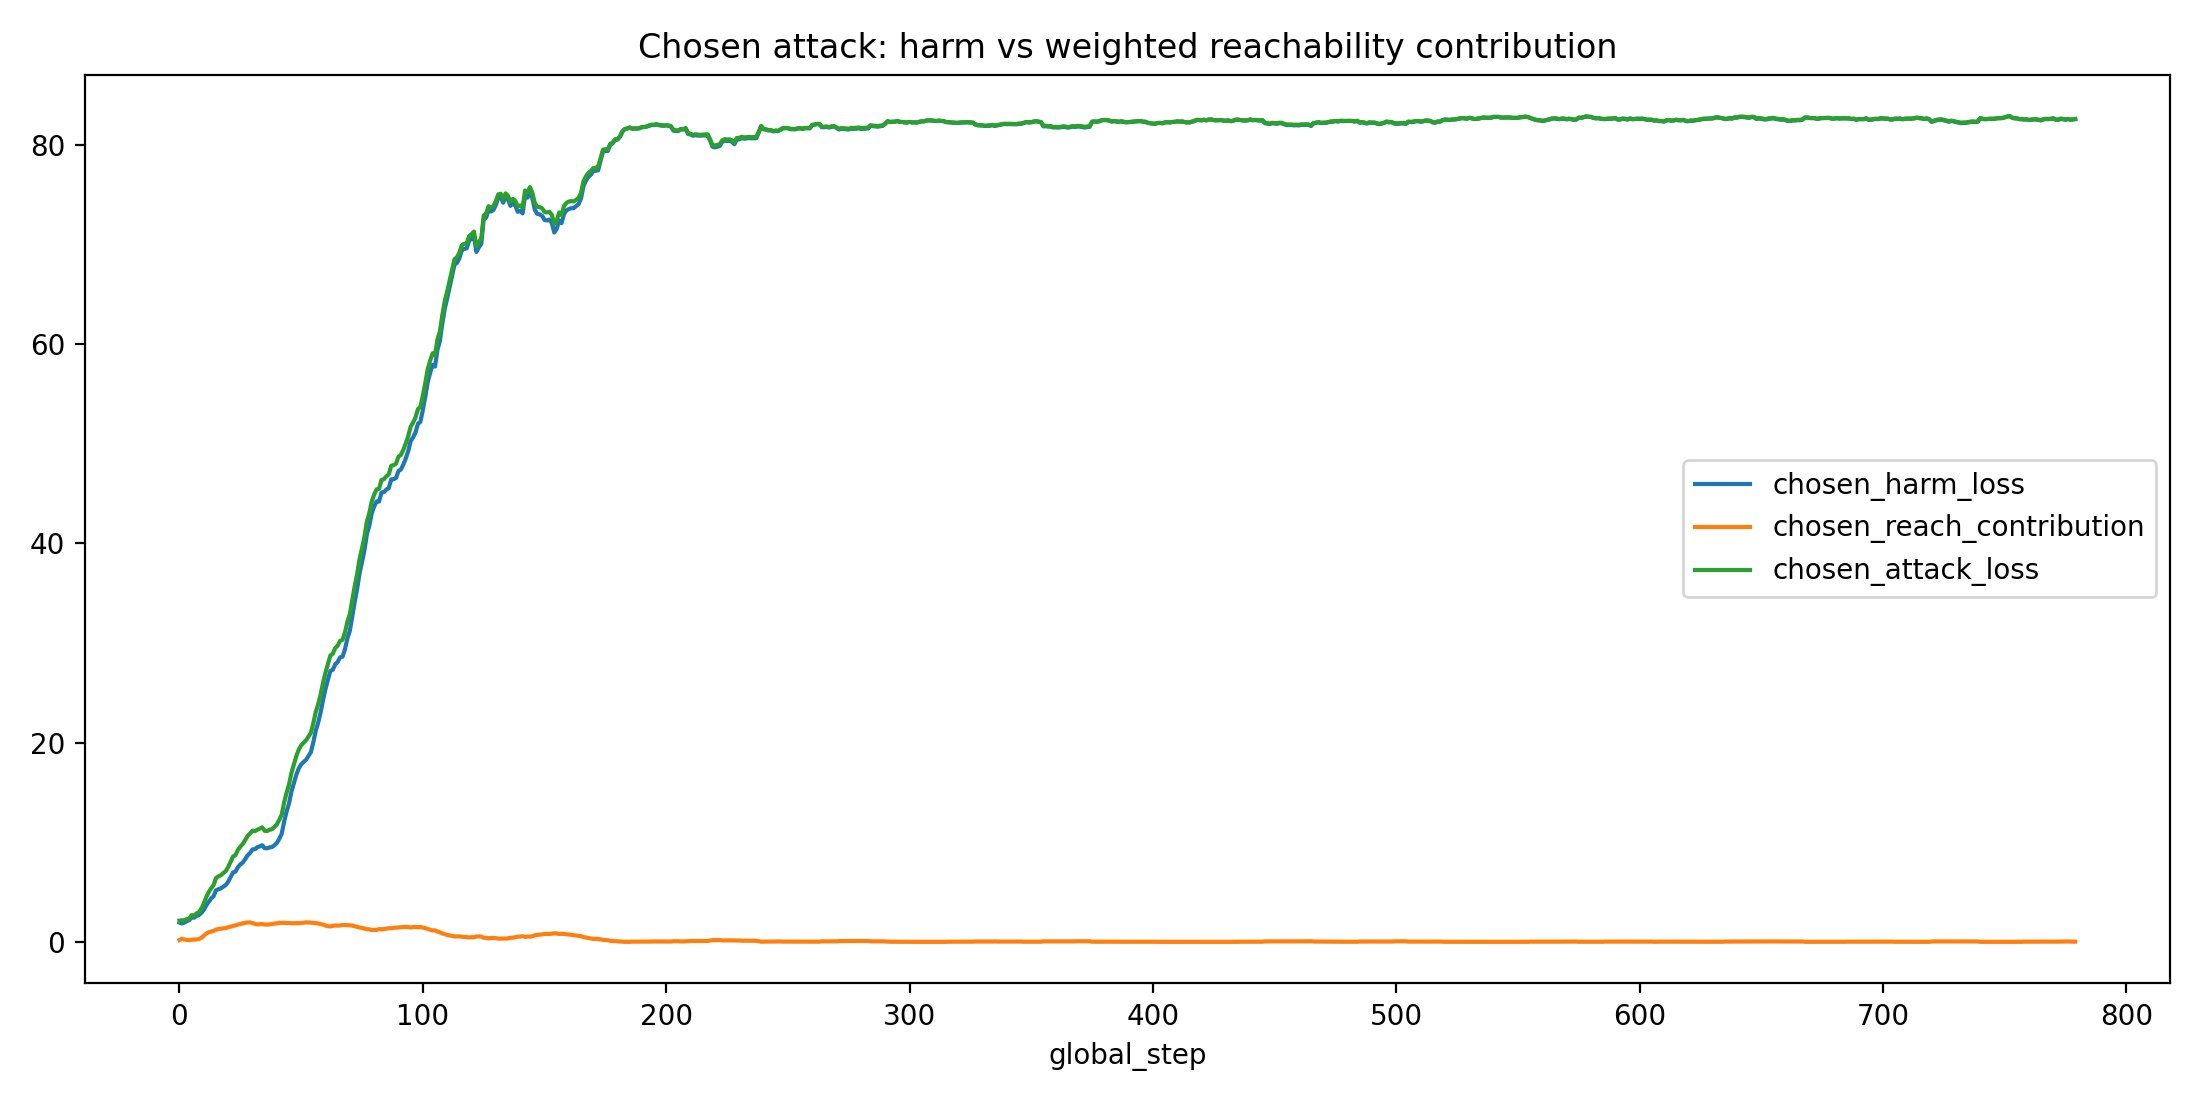 Chosen attack: harm vs weighted reachability contribution
80
60
40
20
0
chosen_harm_loss
chosen_reach_contribution
chosen_attack_loss
0 100 200 300 400 500 600 700 800
global_step